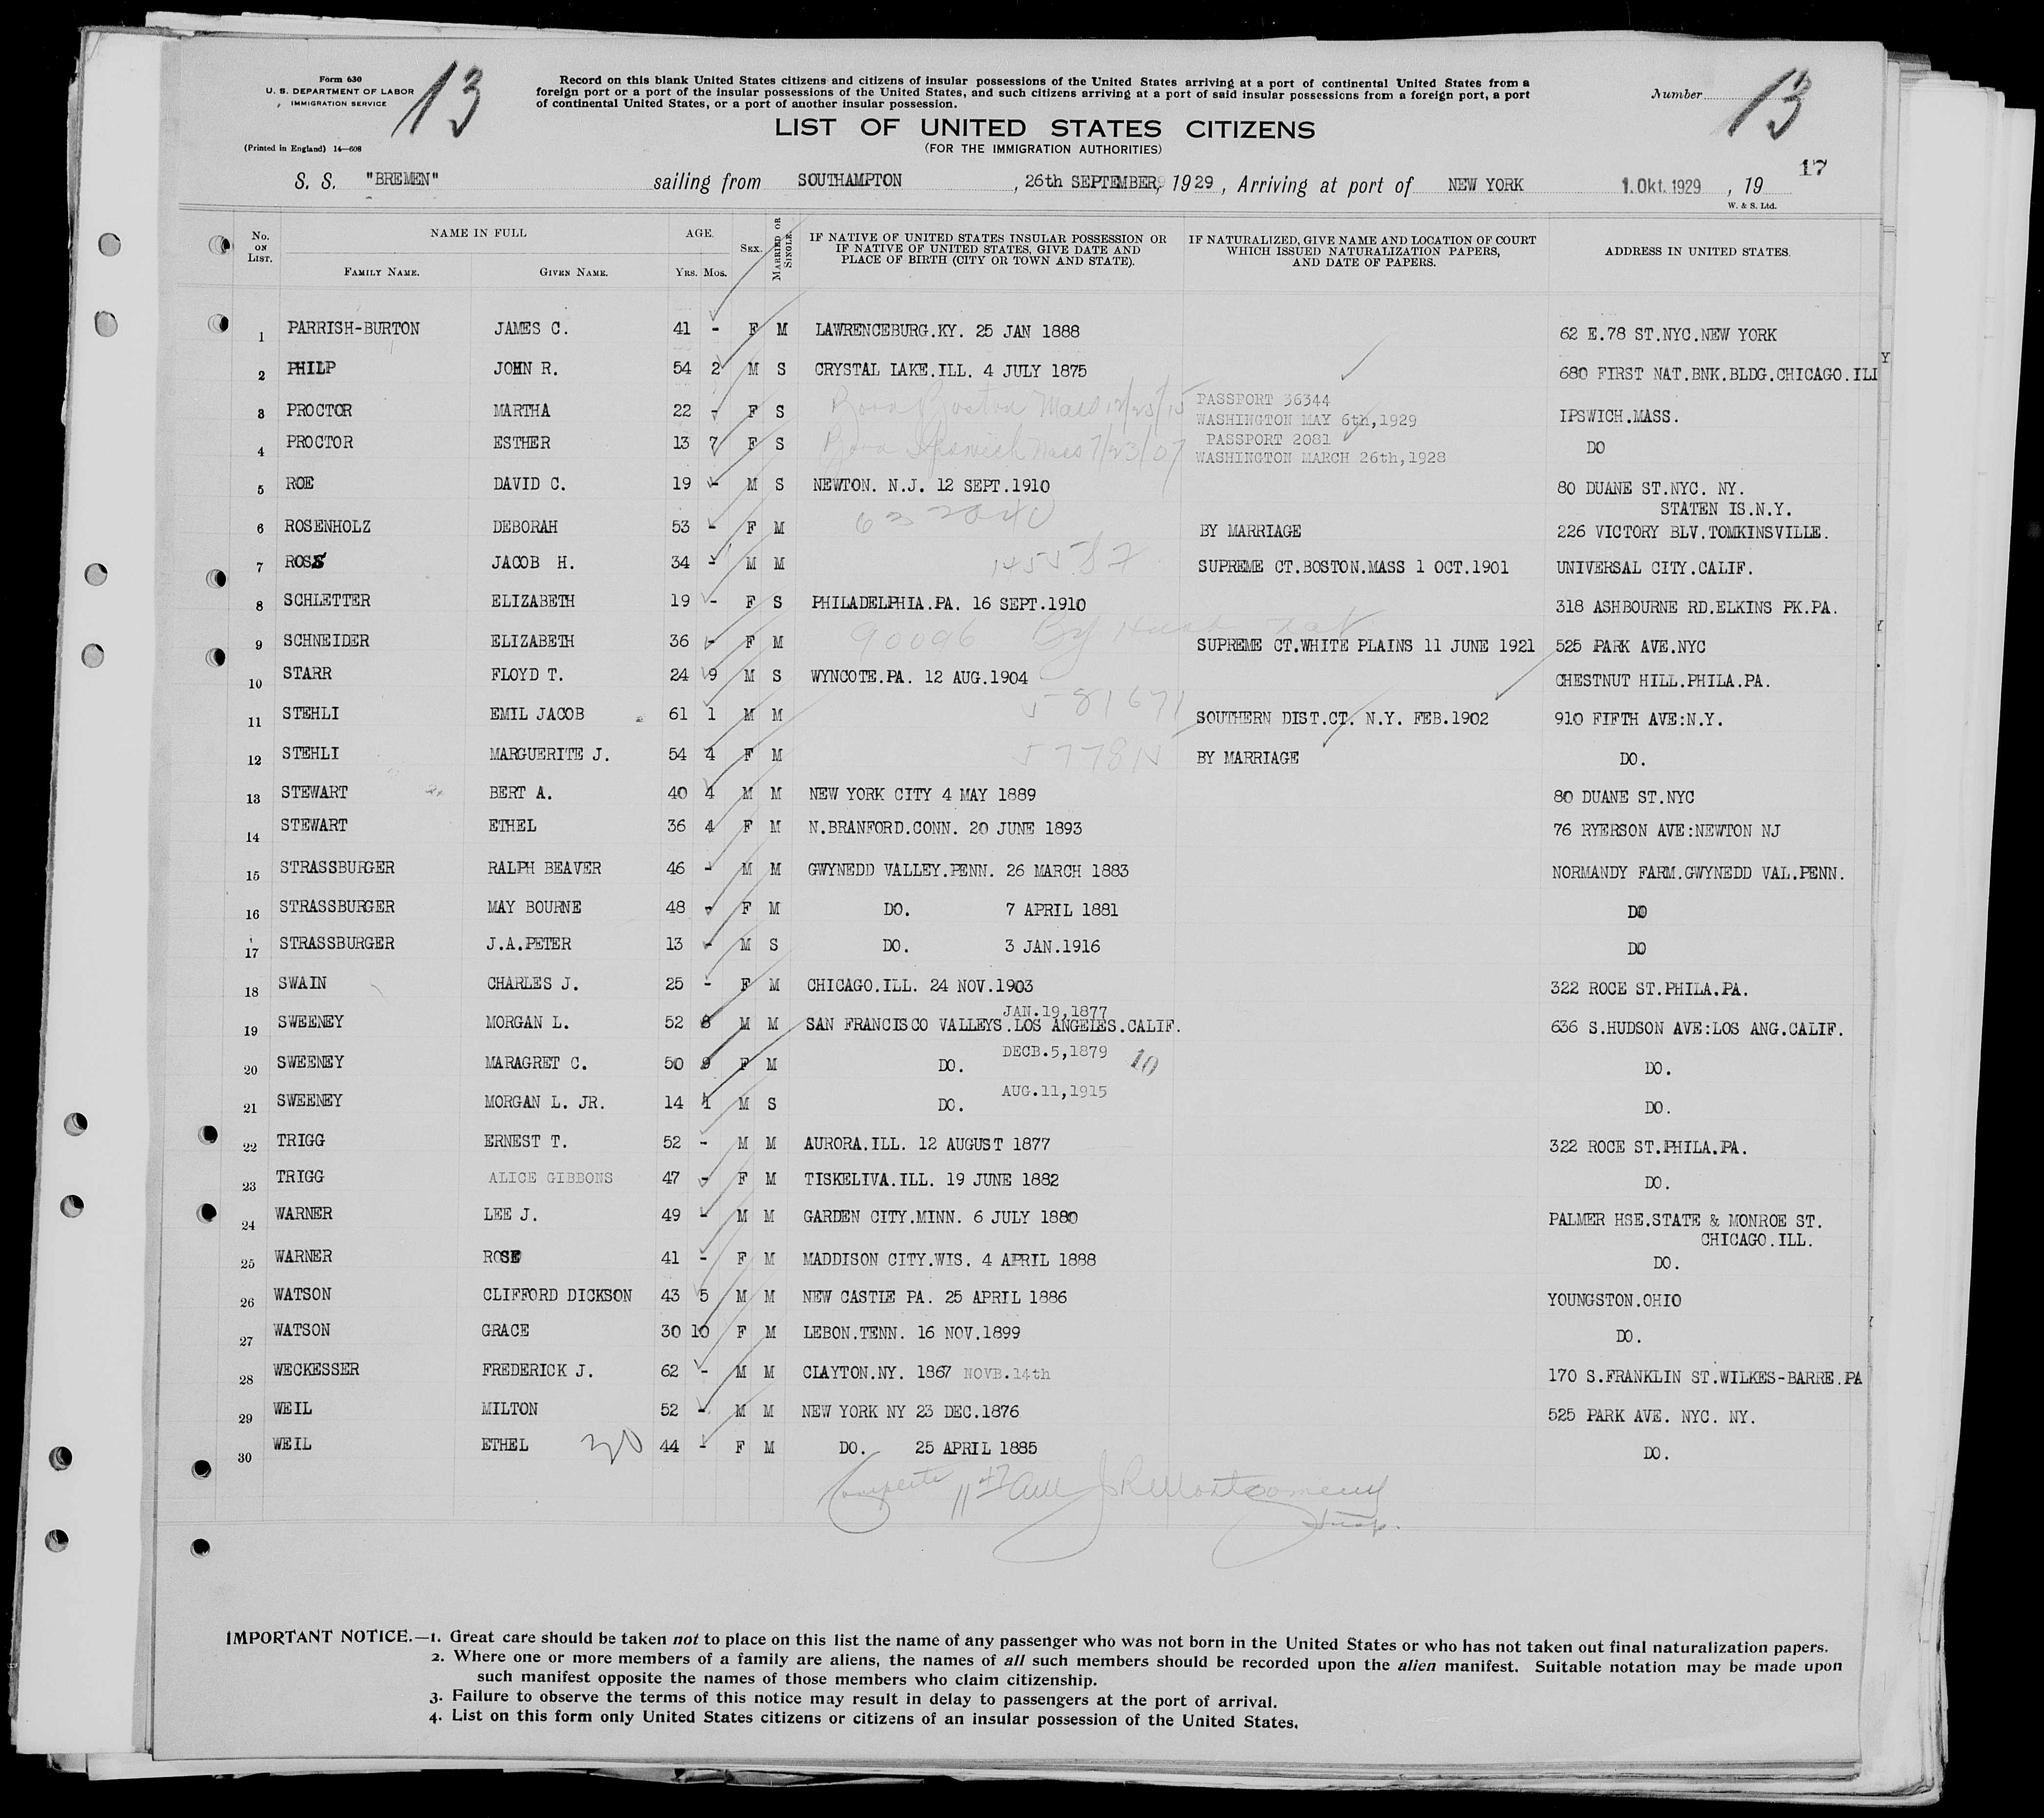 Form 630
U. S. DEPARTMENT OF LABOR
IMMIGRATION SERVICE
13
Record on this blank United States citizens and citizens of insular possessions of the United States arriving at a port of continental United States from a
foreign port or a port of the insular possessions of the United States, and such citizens arriving at a port of said insular possessions from a foreign port, a port
of continental United States, or a port of another insular possession.
Number 13
LIST OF UNITED STATES CITIZENS
(FOR THE IMMIGRATION AUTHORITIES)
(Printed in England) 14—608
17
S. S. "BREMEN" sailing from SOUTHAMPTON, 26th SEPTEMBER, 1929, Arriving at port of NEW YORK 1. Okt. 1929, 19
W. & S. Ltd.
No. ON LIST. NAME IN FULL FAMILY NAME. GIVEN NAME. AGE. YRS. MOS. SEX. MARRIED OR SINGLE. IF NATIVE OF UNITED STATES INSULAR POSSESSION OR IF NATIVE OF UNITED STATES, GIVE DATE AND PLACE OF BIRTH (CITY OR TOWN AND STATE). IF NATURALIZED, GIVE NAME AND LOCATION OF COURT WHICH ISSUED NATURALIZATION PAPERS, AND DATE OF PAPERS. ADDRESS IN UNITED STATES.
1 PARRISH-BURTON JAMES C. 41 - F M LAWRENCEBURG.KY. 25 JAN 1888 62 E.78 ST.NYC.NEW YORK
2 PHILP JOHN R. 54 2 M S CRYSTAL LAKE.ILL. 4 JULY 1875 680 FIRST NAT.BNK.BLDG.CHICAGO.ILL
3 PROCTOR MARTHA 22 - F S Born Boston Mass 12/23/15 PASSPORT 36344 WASHINGTON MAY 6th,1929 IPSWICH.MASS.
4 PROCTOR ESTHER 13 7 F S Born Ipswich Mass 7/23/07 PASSPORT 2081 WASHINGTON MARCH 26th,1928 DO
5 ROE DAVID C. 19 - M S NEWTON. N.J. 12 SEPT.1910 80 DUANE ST.NYC. NY.
STATEN IS.N.Y.
6 ROSENHOLZ DEBORAH 53 - F M BY MARRIAGE 226 VICTORY BLV.TOMKINSVILLE.
7 ROSS JACOB H. 34 - M M SUPREME CT.BOSTON.MASS 1 OCT.1901 UNIVERSAL CITY.CALIF.
8 SCHLETTER ELIZABETH 19 - F S PHILADELPHIA.PA. 16 SEPT.1910 318 ASHBOURNE RD.ELKINS PK.PA.
9 SCHNEIDER ELIZABETH 36 - F M 90096 By Husb Nat SUPREME CT.WHITE PLAINS 11 JUNE 1921 525 PARK AVE.NYC
10 STARR FLOYD T. 24 9 M S WYNCOTE.PA. 12 AUG.1904 CHESTNUT HILL.PHILA.PA.
11 STEHLI EMIL JACOB 61 1 M M 581671 SOUTHERN DIST.CT. N.Y. FEB.1902 910 FIFTH AVE:N.Y.
12 STEHLI MARGUERITE J. 54 4 F M BY MARRIAGE DO.
13 STEWART BERT A. 40 4 M M NEW YORK CITY 4 MAY 1889 80 DUANE ST.NYC
14 STEWART ETHEL 36 4 F M N.BRANFORD.CONN. 20 JUNE 1893 76 RYERSON AVE:NEWTON NJ
15 STRASSBURGER RALPH BEAVER 46 - M M GWYNEDD VALLEY.PENN. 26 MARCH 1883 NORMANDY FARM.GWYNEDD VAL.PENN.
16 STRASSBURGER MAY BOURNE 48 - F M DO. 7 APRIL 1881 DO
17 STRASSBURGER J.A.PETER 13 - M S DO. 3 JAN.1916 DO
18 SWAIN CHARLES J. 25 - F M CHICAGO.ILL. 24 NOV.1903 322 ROCE ST.PHILA.PA.
JAN.19,1877
19 SWEENEY MORGAN L. 52 8 M M SAN FRANCISCO VALLEYS.LOS ANGELES.CALIF. 636 S.HUDSON AVE:LOS ANG.CALIF.
20 SWEENEY MARAGRET C. 50 9 F M DO. DECB.5,1879 10 DO.
21 SWEENEY MORGAN L. JR. 14 1 M S DO. AUG.11,1915 DO.
22 TRIGG ERNEST T. 52 - M M AURORA.ILL. 12 AUGUST 1877 322 ROCE ST.PHILA.PA.
23 TRIGG ALICE GIBBONS 47 - F M TISKELIVA.ILL. 19 JUNE 1882 DO.
24 WARNER LEE J. 49 - M M GARDEN CITY.MINN. 6 JULY 1880 PALMER HSE.STATE & MONROE ST.
CHICAGO.ILL.
25 WARNER ROSE 41 - F M MADDISON CITY.WIS. 4 APRIL 1888 DO.
26 WATSON CLIFFORD DICKSON 43 5 M M NEW CASTLE PA. 25 APRIL 1886 YOUNGSTON.OHIO
27 WATSON GRACE 30 10 F M LEBON.TENN. 16 NOV.1899 DO.
28 WECKESSER FREDERICK J. 62 - M M CLAYTON.NY. 1867 NOVB.14th 170 S.FRANKLIN ST.WILKES-BARRE.PA
29 WEIL MILTON 52 - M M NEW YORK NY 23 DEC.1876 525 PARK AVE. NYC. NY.
30 WEIL ETHEL 30 44 - F M DO. 25 APRIL 1885 DO.
Complete 11 47 AM J R Montgomery
Insp.
IMPORTANT NOTICE.—1. Great care should be taken not to place on this list the name of any passenger who was not born in the United States or who has not taken out final naturalization papers.
2. Where one or more members of a family are aliens, the names of all such members should be recorded upon the alien manifest. Suitable notation may be made upon
such manifest opposite the names of those members who claim citizenship.
3. Failure to observe the terms of this notice may result in delay to passengers at the port of arrival.
4. List on this form only United States citizens or citizens of an insular possession of the United States.